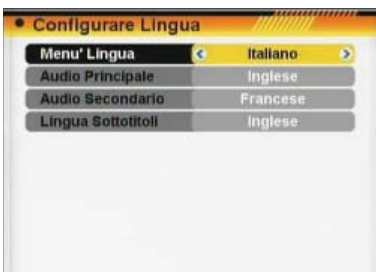 Configurare Lingua
Menu' Lingua Italiano
Audio Principale Inglese
Audio Secondario Francese
Lingua Sottotitoli Inglese